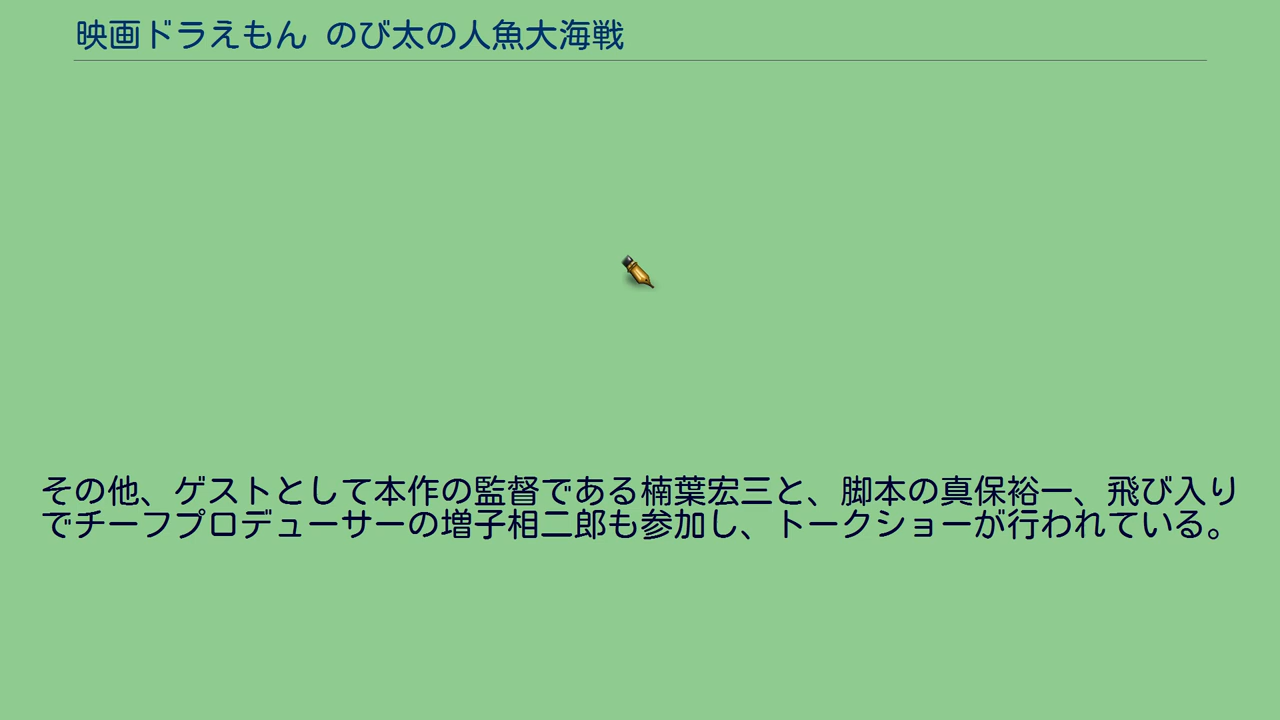 映画ドラえもん のび太の人魚大海戦
その他、ゲストとして本作の監督である楠葉宏三と、脚本の真保裕一、飛び入り
でチーフプロデューサーの増子相二郎も参加し、トークショーが行われている。